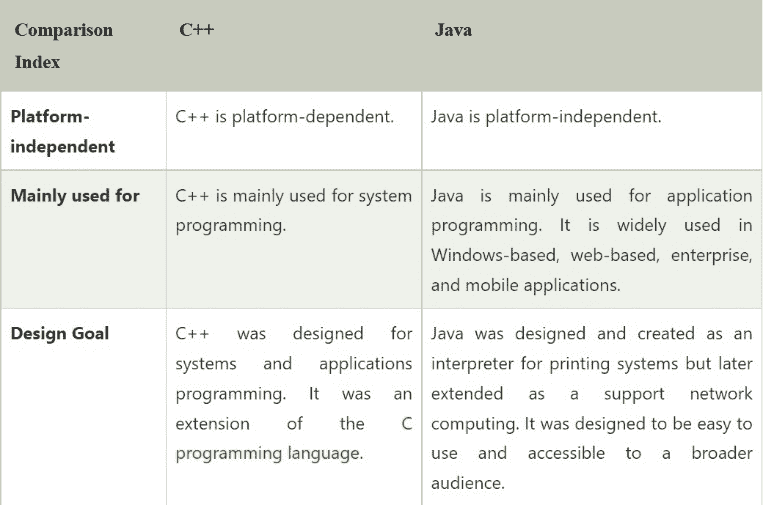 Comparison
Index
C++
Java
Platform-
independent
C++ is platform-dependent.
Java is platform-independent.
Mainly used for
C++ is mainly used for system
programming.
Java is mainly used for application
programming. It is widely used in
Windows-based, web-based, enterprise,
and mobile applications.
Design Goal
C++ was designed for
systems and applications
programming. It was an
extension of the C
programming language.
Java was designed and created as an
interpreter for printing systems but later
extended as a support network
computing. It was designed to be easy to
use and accessible to a broader
audience.